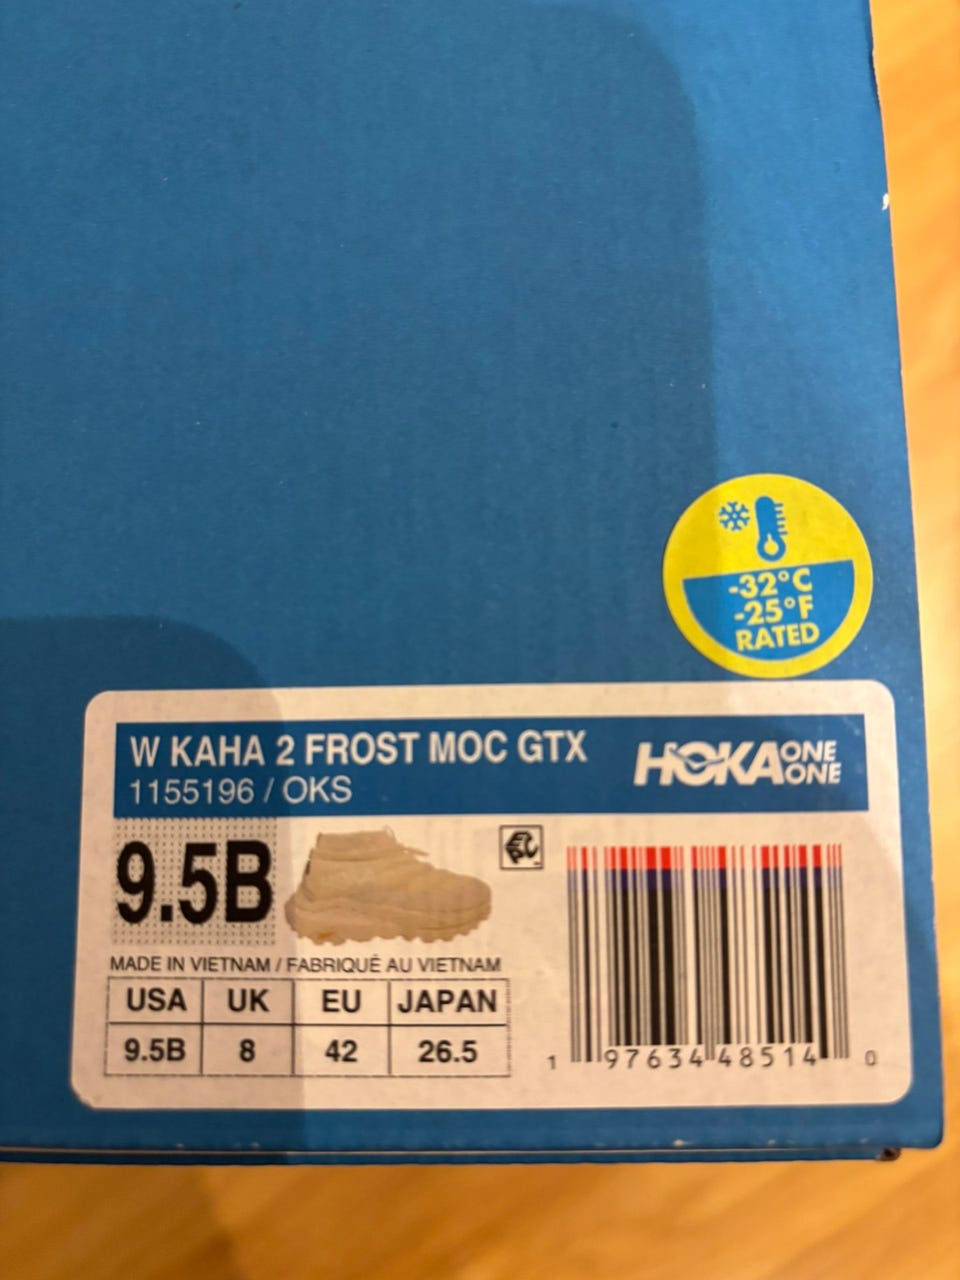 -32°C
-25°F
RATED
W KAHA 2 FROST MOC GTX
1155196 / OKS
HOKA ONE ONE
9.5B
MADE IN VIETNAM / FABRIQUÉ AU VIETNAM
USA UK EU JAPAN
9.5B 8 42 26.5
1 97634 48514 0